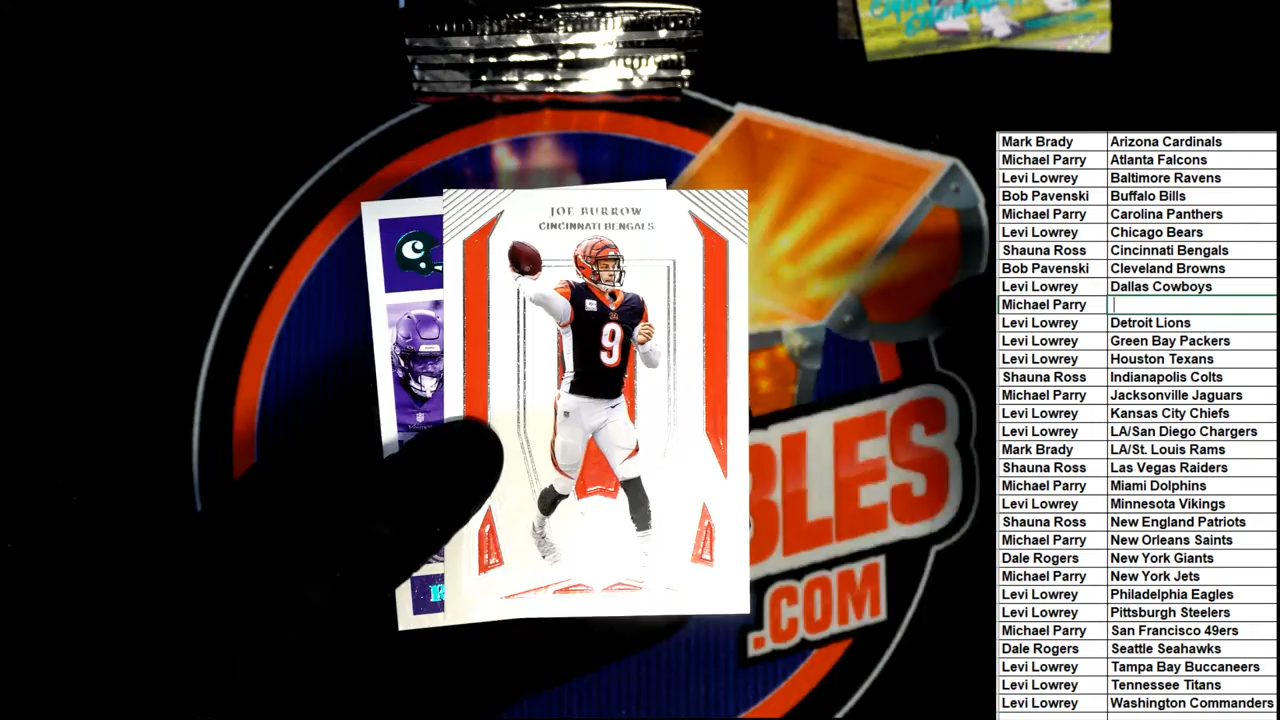 JOE BURROW
CINCINNATI BENGALS
9
BLES
.COM
Mark Brady Arizona Cardinals
Michael Parry Atlanta Falcons
Levi Lowrey Baltimore Ravens
Bob Pavenski Buffalo Bills
Michael Parry Carolina Panthers
Levi Lowrey Chicago Bears
Shauna Ross Cincinnati Bengals
Bob Pavenski Cleveland Browns
Levi Lowrey Dallas Cowboys
Michael Parry
Levi Lowrey Detroit Lions
Levi Lowrey Green Bay Packers
Levi Lowrey Houston Texans
Shauna Ross Indianapolis Colts
Michael Parry Jacksonville Jaguars
Levi Lowrey Kansas City Chiefs
Levi Lowrey LA/San Diego Chargers
Mark Brady LA/St. Louis Rams
Shauna Ross Las Vegas Raiders
Michael Parry Miami Dolphins
Levi Lowrey Minnesota Vikings
Shauna Ross New England Patriots
Michael Parry New Orleans Saints
Dale Rogers New York Giants
Michael Parry New York Jets
Levi Lowrey Philadelphia Eagles
Levi Lowrey Pittsburgh Steelers
Michael Parry San Francisco 49ers
Dale Rogers Seattle Seahawks
Levi Lowrey Tampa Bay Buccaneers
Levi Lowrey Tennessee Titans
Levi Lowrey Washington Commanders